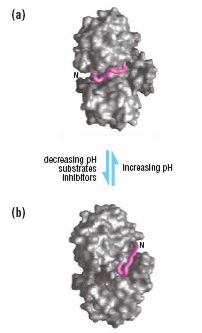 (a)
N
decreasing pH
substrates
inhibitors
increasing pH
(b)
N